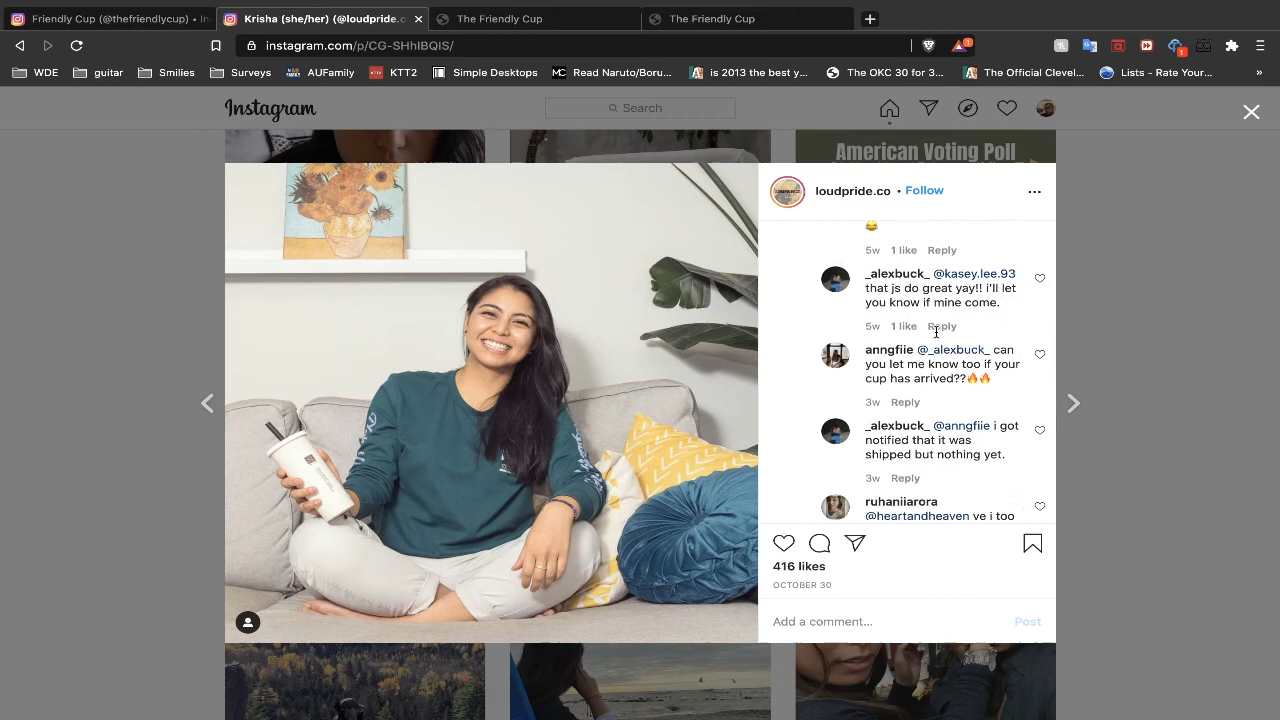 Friendly Cup (@thefriendlycup) • In
Krisha (she/her) (@loudpride.c
The Friendly Cup
The Friendly Cup
instagram.com/p/CG-SHhIBQIS/
1
1
WDE
guitar
Smilies
Surveys
AUFamily
KTT2
Simple Desktops
Read Naruto/Boru...
is 2013 the best y...
The OKC 30 for 3...
The Official Clevel...
Lists - Rate Your...
»
Instagram
Search
American Voting Poll
loudpride.co • Follow
😂
5w 1 like Reply
_alexbuck_ @kasey.lee.93
that js do great yay!! i'll let
you know if mine come.
5w 1 like Reply
anngfiie @_alexbuck_ can
you let me know too if your
cup has arrived??🔥🔥
3w Reply
_alexbuck_ @anngfiie i got
notified that it was
shipped but nothing yet.
3w Reply
ruhaniiarora
@heartandheaven ve i too
416 likes
OCTOBER 30
Add a comment... Post